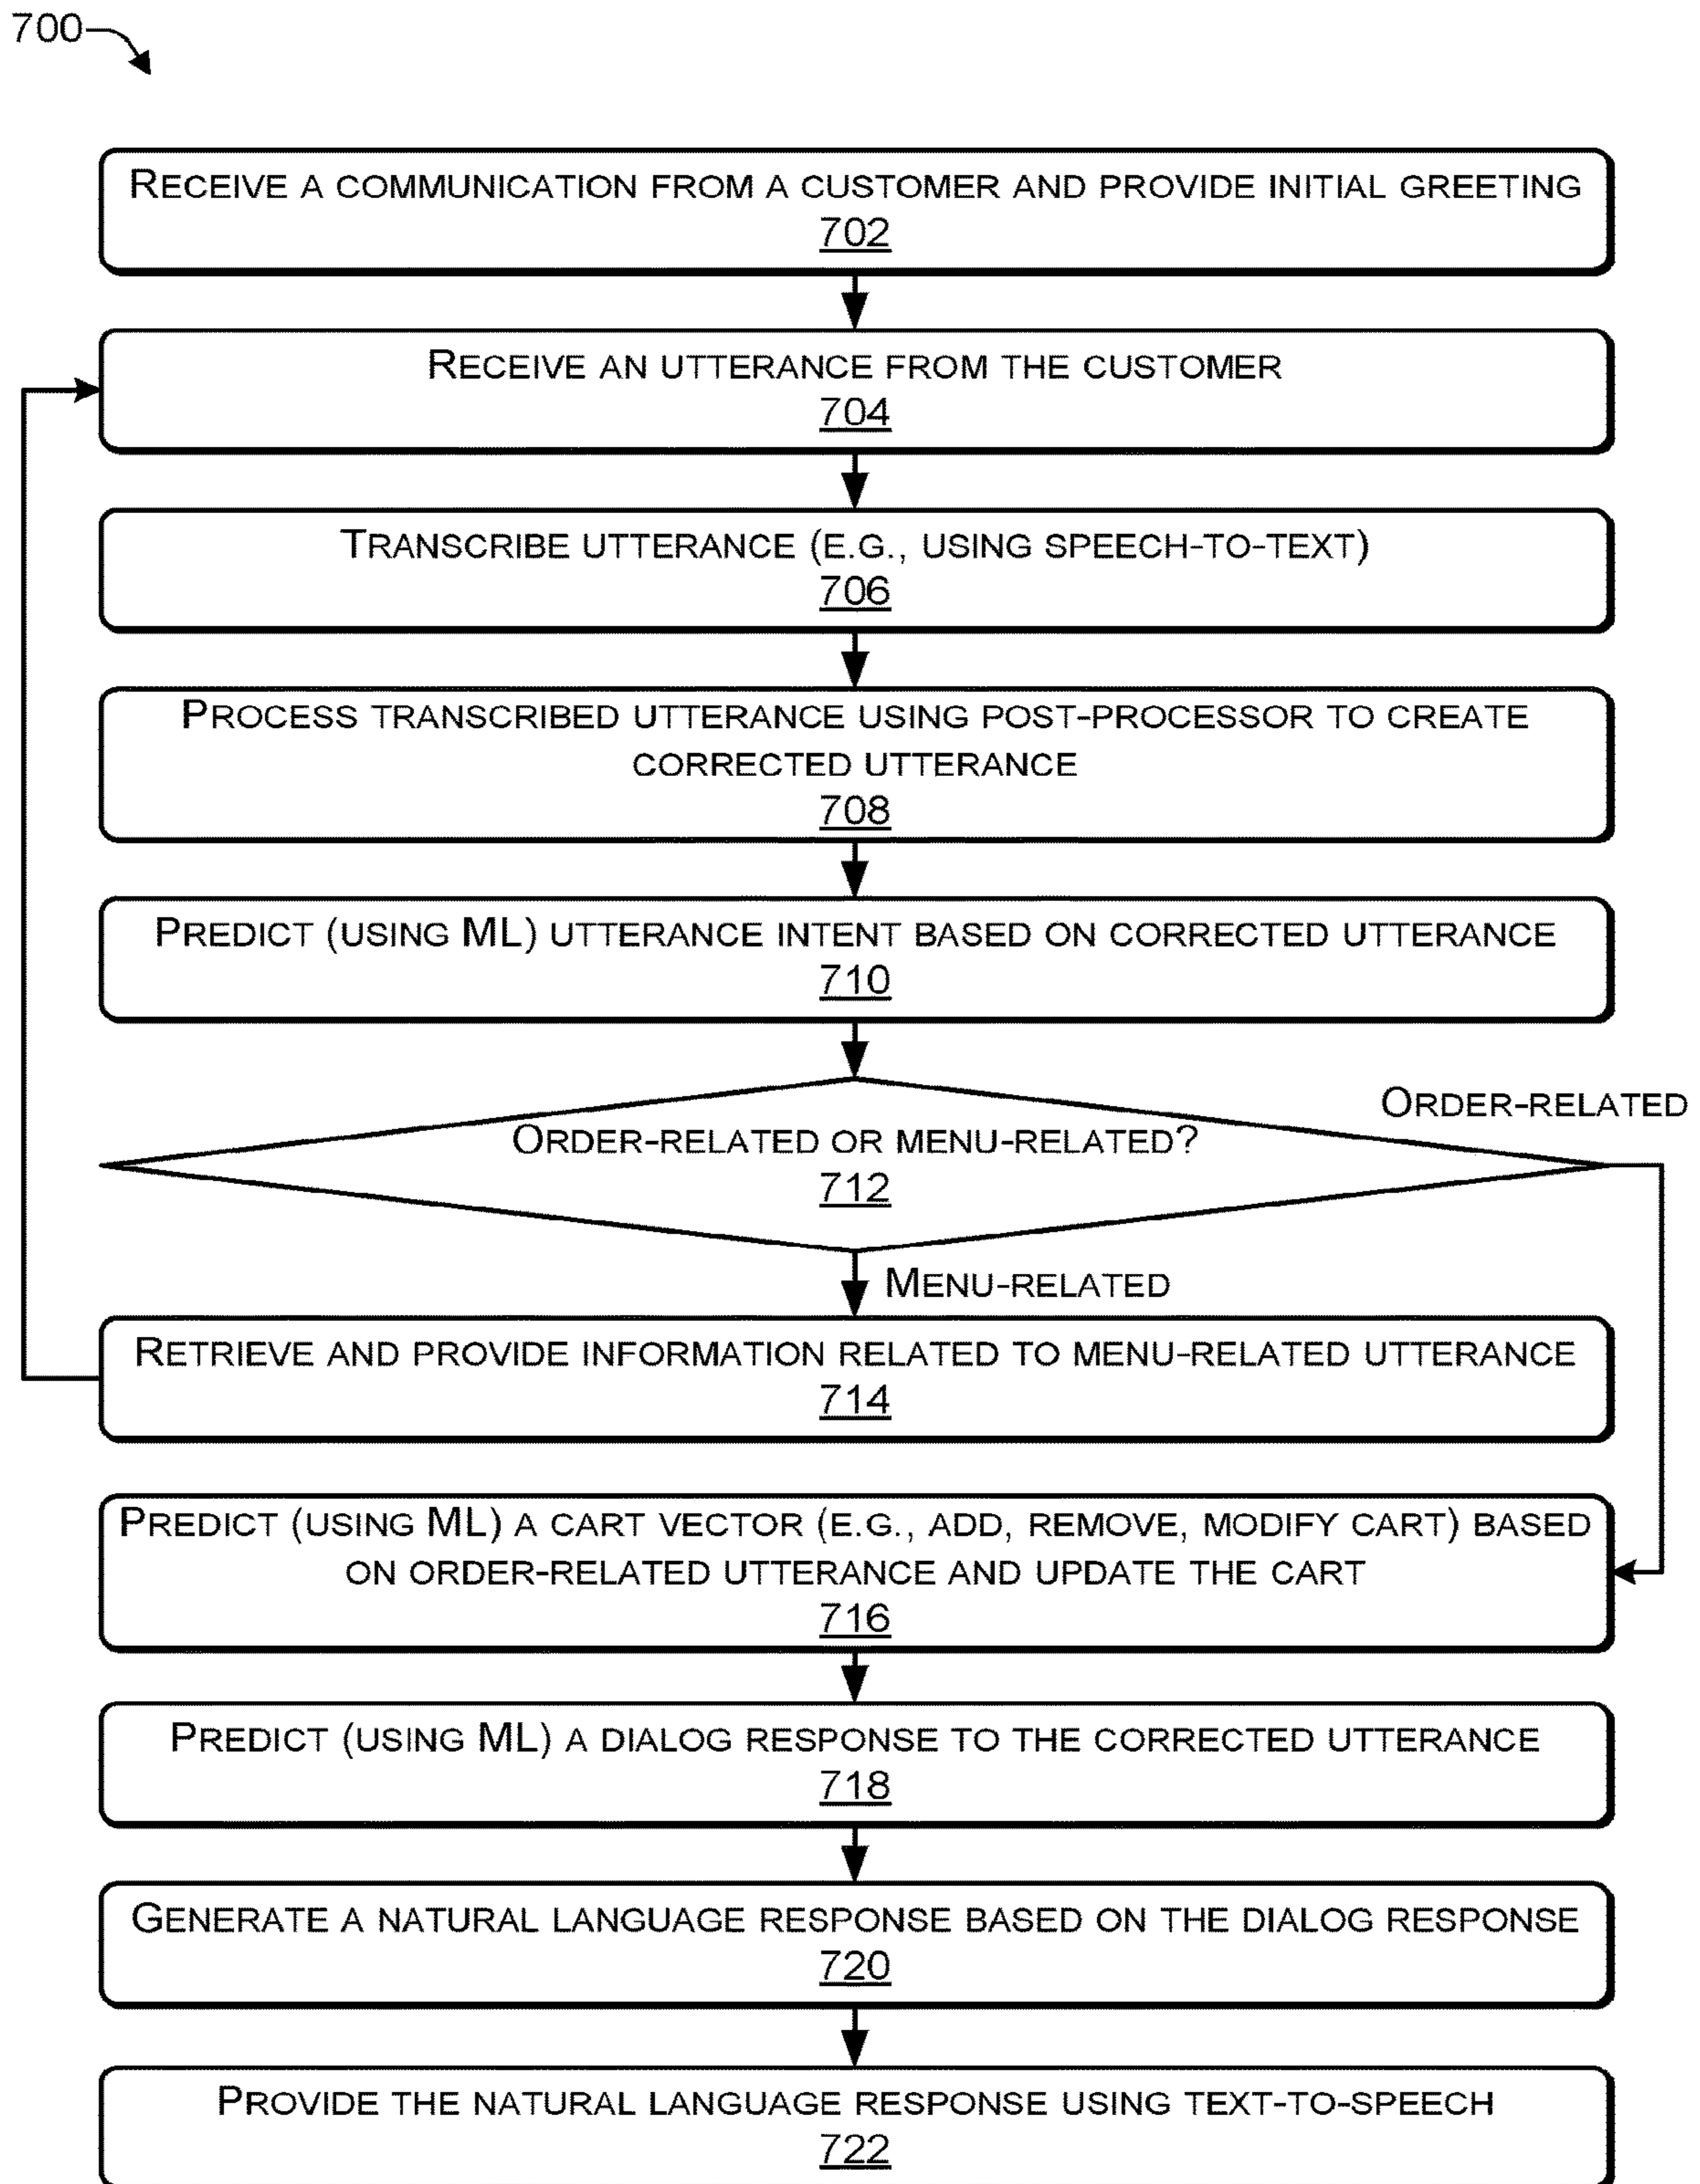 700
RECEIVE A COMMUNICATION FROM A CUSTOMER AND PROVIDE INITIAL GREETING
702
RECEIVE AN UTTERANCE FROM THE CUSTOMER
704
TRANSCRIBE UTTERANCE (E.G., USING SPEECH-TO-TEXT)
706
PROCESS TRANSCRIBED UTTERANCE USING POST-PROCESSOR TO CREATE
CORRECTED UTTERANCE
708
PREDICT (USING ML) UTTERANCE INTENT BASED ON CORRECTED UTTERANCE
710
ORDER-RELATED
ORDER-RELATED OR MENU-RELATED?
712
MENU-RELATED
RETRIEVE AND PROVIDE INFORMATION RELATED TO MENU-RELATED UTTERANCE
714
PREDICT (USING ML) A CART VECTOR (E.G., ADD, REMOVE, MODIFY CART) BASED
ON ORDER-RELATED UTTERANCE AND UPDATE THE CART
716
PREDICT (USING ML) A DIALOG RESPONSE TO THE CORRECTED UTTERANCE
718
GENERATE A NATURAL LANGUAGE RESPONSE BASED ON THE DIALOG RESPONSE
720
PROVIDE THE NATURAL LANGUAGE RESPONSE USING TEXT-TO-SPEECH
722